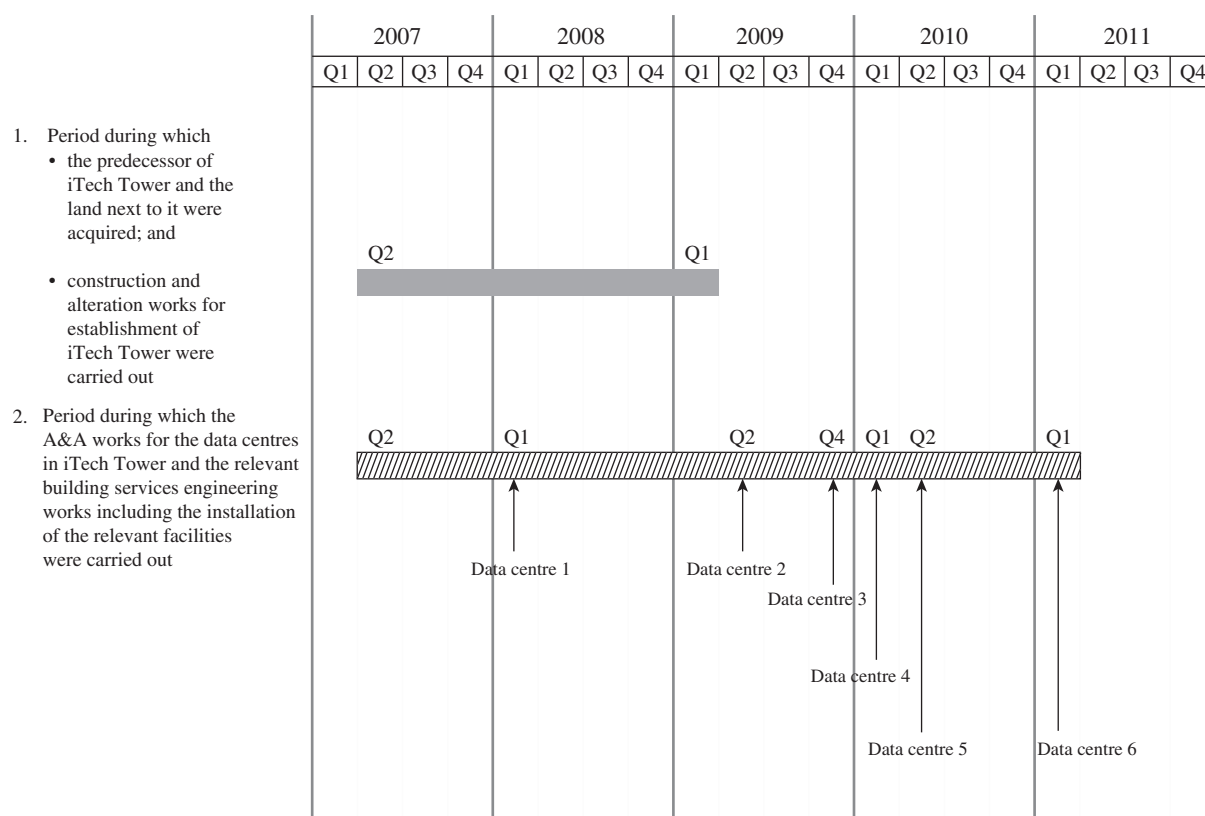 2007 2008 2009 2010 2011
Q1 Q2 Q3 Q4 Q1 Q2 Q3 Q4 Q1 Q2 Q3 Q4 Q1 Q2 Q3 Q4 Q1 Q2 Q3 Q4
1. Period during which
• the predecessor of
iTech Tower and the
land next to it were
acquired; and
Q2 Q1
• construction and
alteration works for
establishment of
iTech Tower were
carried out
2. Period during which the
A&A works for the data centres
in iTech Tower and the relevant
building services engineering
works including the installation
of the relevant facilities
were carried out
Q2 Q1 Q2 Q4 Q1 Q2 Q1
Data centre 1
Data centre 2
Data centre 3
Data centre 4
Data centre 5
Data centre 6